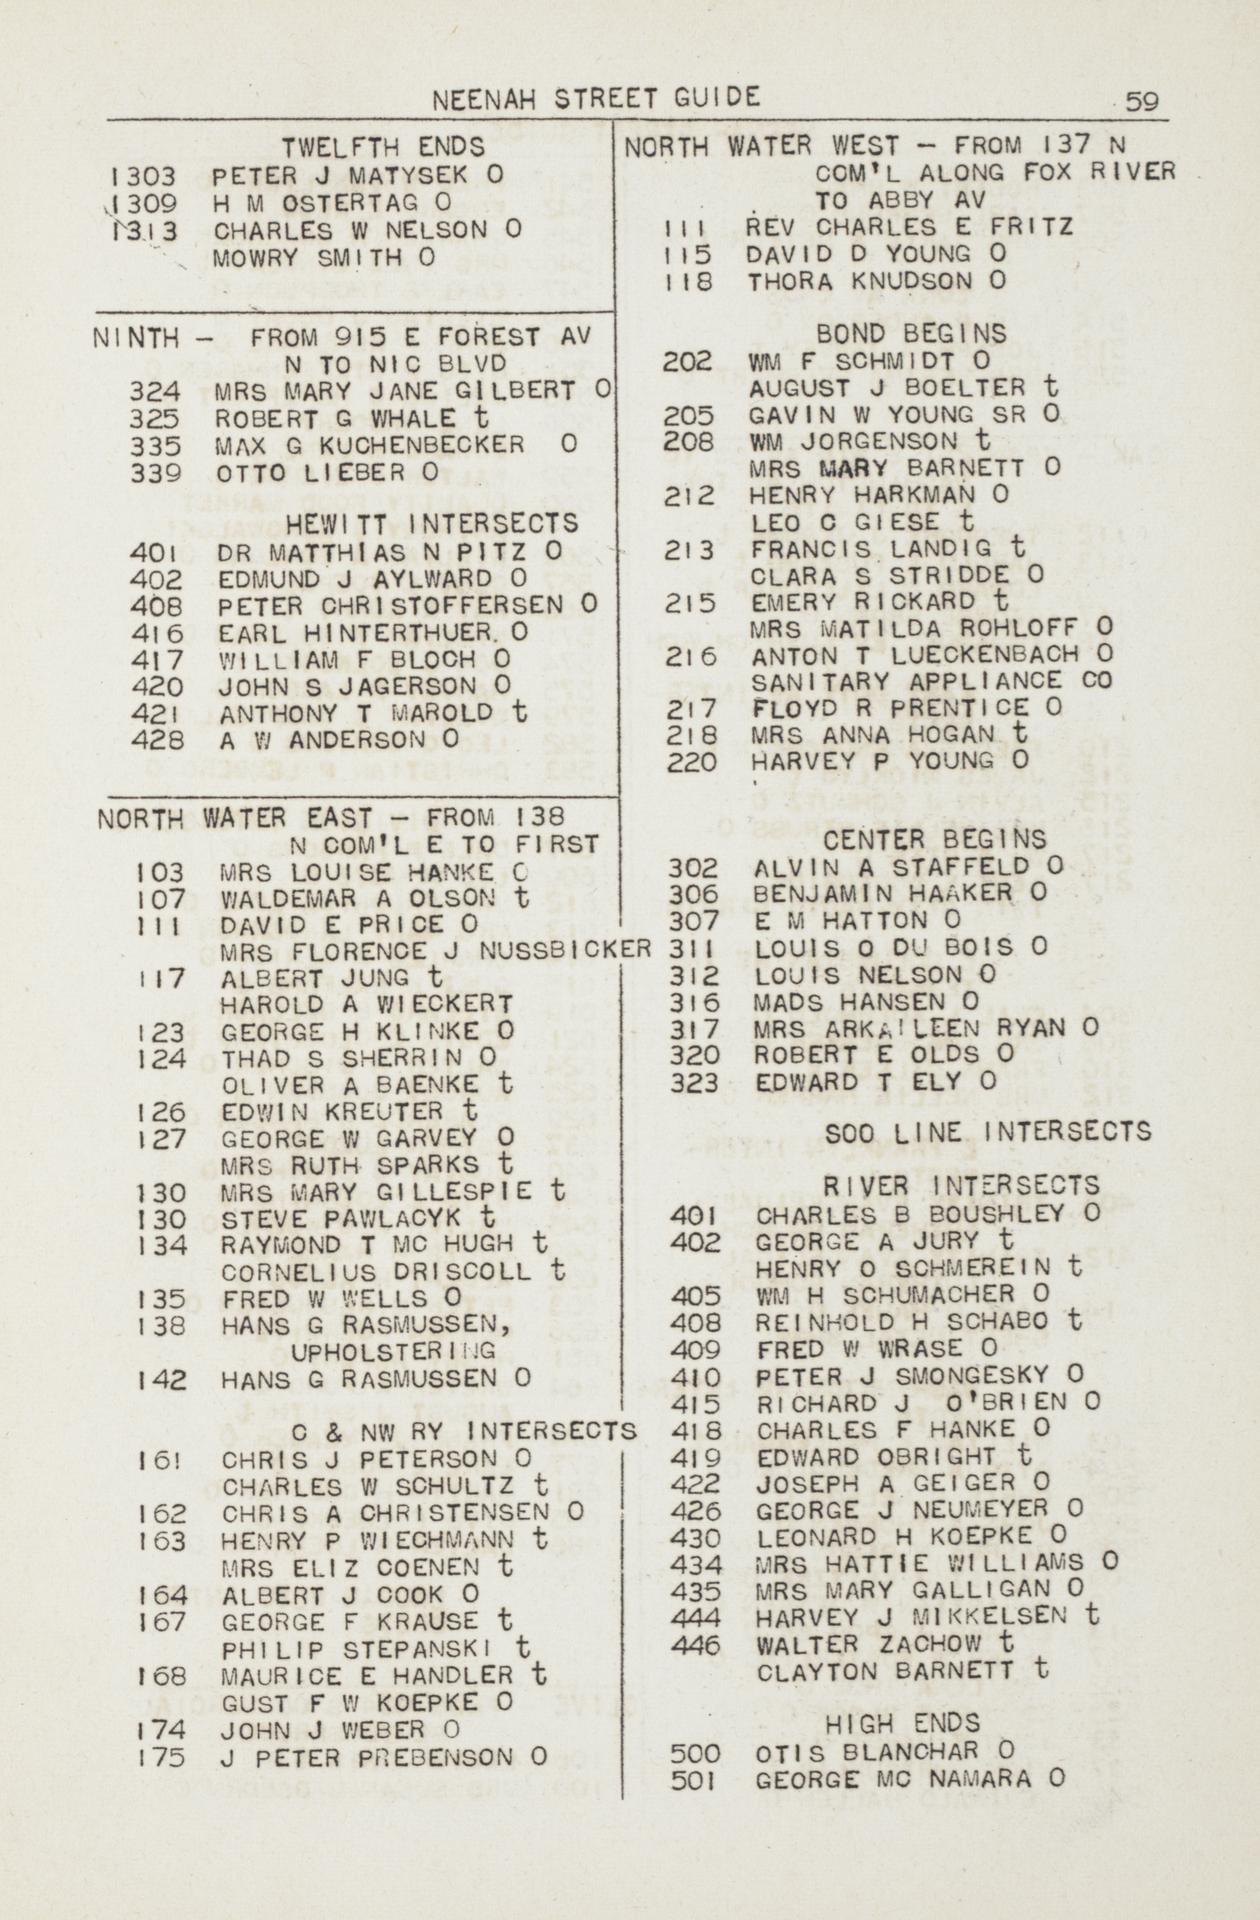 NEENAH STREET GUIDE 59
TWELFTH ENDS
1303 PETER J MATYSEK O
1309 H M OSTERTAG O
1313 CHARLES W NELSON O
MOWRY SMITH O
NINTH - FROM 915 E FOREST AV
N TO NIC BLVD
324 MRS MARY JANE GILBERT O
325 ROBERT G WHALE t
335 MAX G KUCHENBECKER O
339 OTTO LIEBER O
HEWITT INTERSECTS
401 DR MATTHIAS N PITZ O
402 EDMUND J AYLWARD O
408 PETER CHRISTOFFERSEN O
416 EARL HINTERTHUER. O
417 WILLIAM F BLOCH O
420 JOHN S JAGERSON O
421 ANTHONY T MAROLD t
428 A W ANDERSON O
NORTH WATER EAST - FROM 138
N COM'L E TO FIRST
103 MRS LOUISE HANKE O
107 WALDEMAR A OLSON t
111 DAVID E PRICE O
MRS FLORENCE J NUSSBICKER
117 ALBERT JUNG t
HAROLD A WIECKERT
123 GEORGE H KLINKE O
124 THAD S SHERRIN O
OLIVER A BAENKE t
126 EDWIN KREUTER t
127 GEORGE W GARVEY O
MRS RUTH SPARKS t
130 MRS MARY GILLESPIE t
130 STEVE PAWLACYK t
134 RAYMOND T MC HUGH t
CORNELIUS DRISCOLL t
135 FRED W WELLS O
138 HANS G RASMUSSEN,
UPHOLSTERING
142 HANS G RASMUSSEN O
C & NW RY INTERSECTS
161 CHRIS J PETERSON O
CHARLES W SCHULTZ t
162 CHRIS A CHRISTENSEN O
163 HENRY P WIECHMANN t
MRS ELIZ COENEN t
164 ALBERT J COOK O
167 GEORGE F KRAUSE t
PHILIP STEPANSKI t
168 MAURICE E HANDLER t
GUST F W KOEPKE O
174 JOHN J WEBER O
175 J PETER PREBENSON O
NORTH WATER WEST - FROM 137 N
COM'L ALONG FOX RIVER
TO ABBY AV
111 REV CHARLES E FRITZ
115 DAVID D YOUNG O
118 THORA KNUDSON O
BOND BEGINS
202 WM F SCHMIDT O
AUGUST J BOELTER t
205 GAVIN W YOUNG SR O
208 WM JORGENSON t
MRS MARY BARNETT O
212 HENRY HARKMAN O
LEO C GIESE t
213 FRANCIS LANDIG t
CLARA S STRIDDE O
215 EMERY RICKARD t
MRS MATILDA ROHLOFF O
216 ANTON T LUECKENBACH O
SANITARY APPLIANCE CO
217 FLOYD R PRENTICE O
218 MRS ANNA HOGAN t
220 HARVEY P YOUNG O
CENTER BEGINS
302 ALVIN A STAFFELD O
306 BENJAMIN HAAKER O
307 E M HATTON O
311 LOUIS O DU BOIS O
312 LOUIS NELSON O
316 MADS HANSEN O
317 MRS ARKAILEEN RYAN O
320 ROBERT E OLDS O
323 EDWARD T ELY O
SOO LINE INTERSECTS
RIVER INTERSECTS
401 CHARLES B BOUSHLEY O
402 GEORGE A JURY t
HENRY O SCHMEREIN t
405 WM H SCHUMACHER O
408 REINHOLD H SCHABO t
409 FRED W WRASE O
410 PETER J SMONGESKY O
415 RICHARD J O'BRIEN O
418 CHARLES F HANKE O
419 EDWARD OBRIGHT t
422 JOSEPH A GEIGER O
426 GEORGE J NEUMEYER O
430 LEONARD H KOEPKE O
434 MRS HATTIE WILLIAMS O
435 MRS MARY GALLIGAN O
444 HARVEY J MIKKELSEN t
446 WALTER ZACHOW t
CLAYTON BARNETT t
HIGH ENDS
500 OTIS BLANCHAR O
501 GEORGE MC NAMARA O